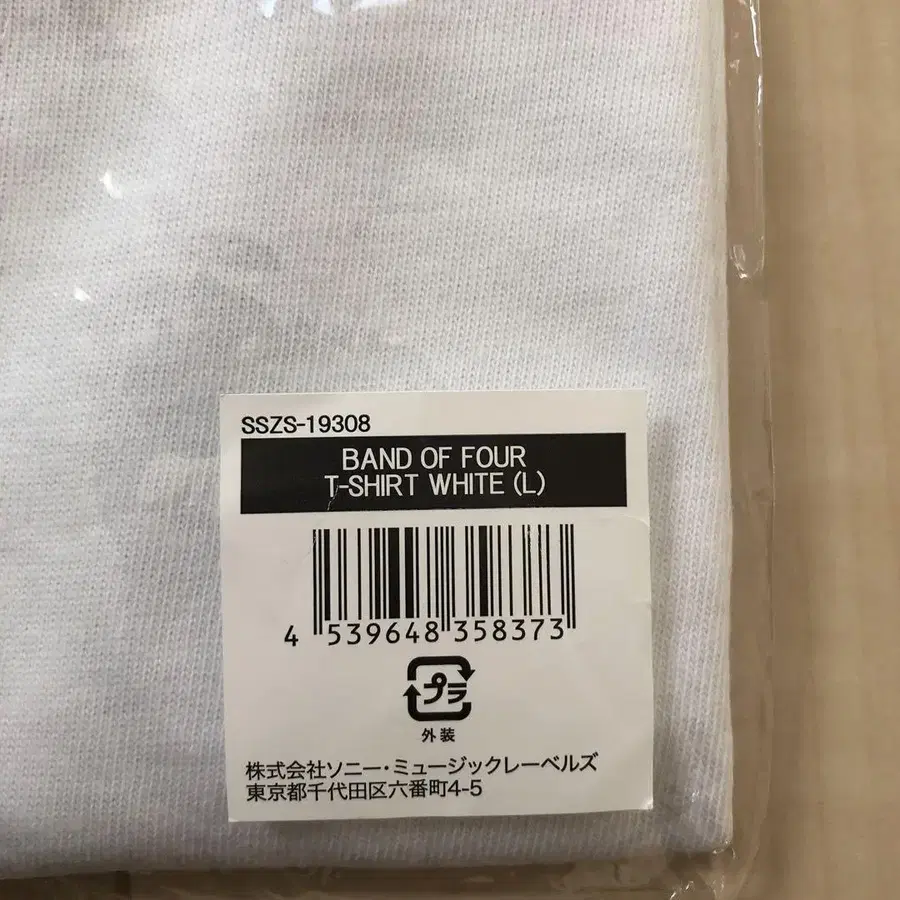 SSZS-19308
BAND OF FOUR
T-SHIRT WHITE (L)
4 539648 358373
プラ
外装
株式会社ソニー・ミュージックレーベルズ
東京都千代田区六番町4-5